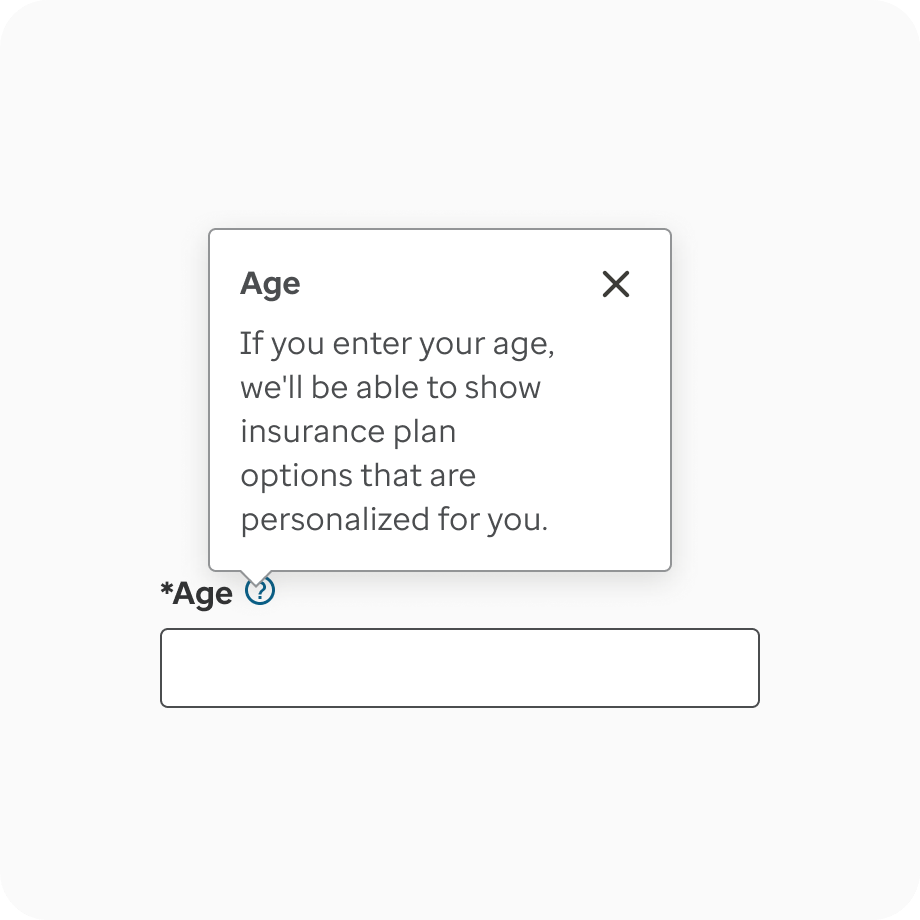 Age
If you enter your age,
we'll be able to show
insurance plan
options that are
personalized for you.
*Age ?